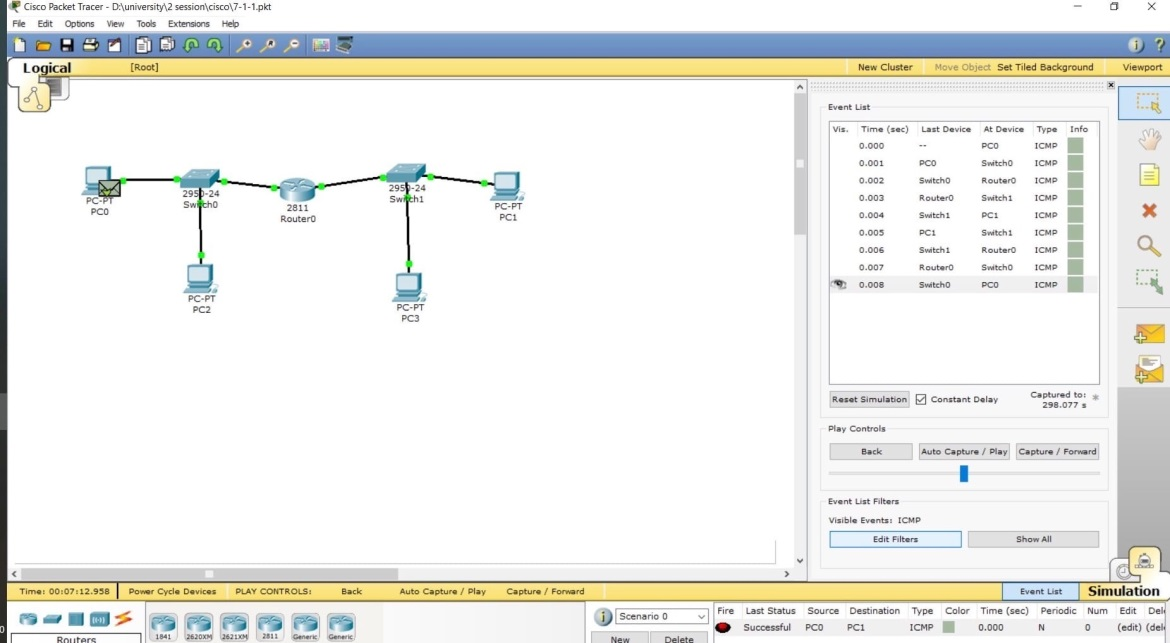 Cisco Packet Tracer - D:\university\2 session\cisco\7-1-1.pkt
File Edit Options View Tools Extensions Help
Logical [Root] New Cluster Move Object Set Tiled Background Viewport
PC-PT
PC0
2950-24
Switch0
2811
Router0
2950-24
Switch1
PC-PT
PC1
PC-PT
PC2
PC-PT
PC3
Event List
Vis. Time (sec) Last Device At Device Type Info
0.000 -- PC0 ICMP
0.001 PC0 Switch0 ICMP
0.002 Switch0 Router0 ICMP
0.003 Router0 Switch1 ICMP
0.004 Switch1 PC1 ICMP
0.005 PC1 Switch1 ICMP
0.006 Switch1 Router0 ICMP
0.007 Router0 Switch0 ICMP
0.008 Switch0 PC0 ICMP
Reset Simulation Constant Delay Captured to: *
298.077 s
Play Controls
Back Auto Capture / Play Capture / Forward
Event List Filters
Visible Events: ICMP
Edit Filters Show All
Time: 00:07:12.958 Power Cycle Devices PLAY CONTROLS: Back Auto Capture / Play Capture / Forward Event List Simulation
Routers
1841 2620XM 2621XM 2811 Generic Generic
Scenario 0
New Delete
Fire Last Status Source Destination Type Color Time (sec) Periodic Num Edit Del
Successful PC0 PC1 ICMP 0.000 N 0 (edit) (dele